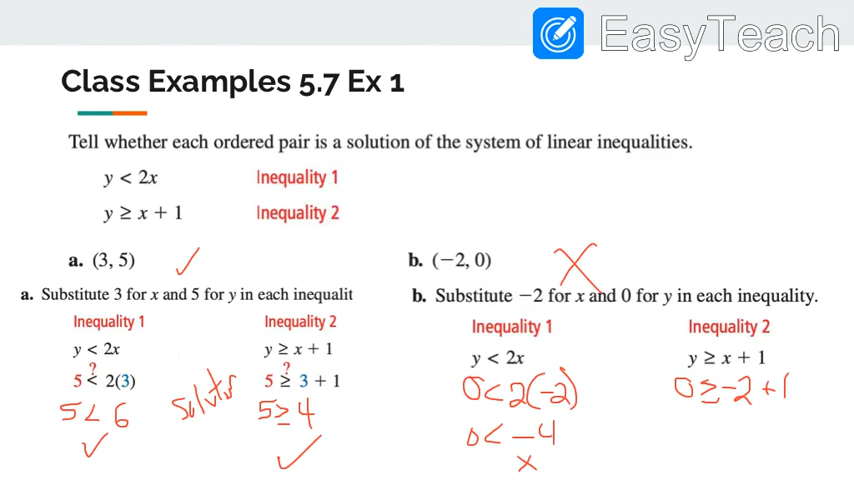 EasyTeach
Class Examples 5.7 Ex 1
Tell whether each ordered pair is a solution of the system of linear inequalities.
y < 2x Inequality 1
y ≥ x + 1 Inequality 2
a. (3, 5) ✓ b. (−2, 0) X
a. Substitute 3 for x and 5 for y in each inequalit
Inequality 1 Inequality 2
y < 2x y ≥ x + 1
? ?
5 < 2(3) 5 ≥ 3 + 1
5 < 6 5 ≥ 4
✓ ✓
b. Substitute −2 for x and 0 for y in each inequality.
Inequality 1 Inequality 2
y < 2x y ≥ x + 1
0 < 2(−2) 0 ≥ −2 + 1
0 < −4
x